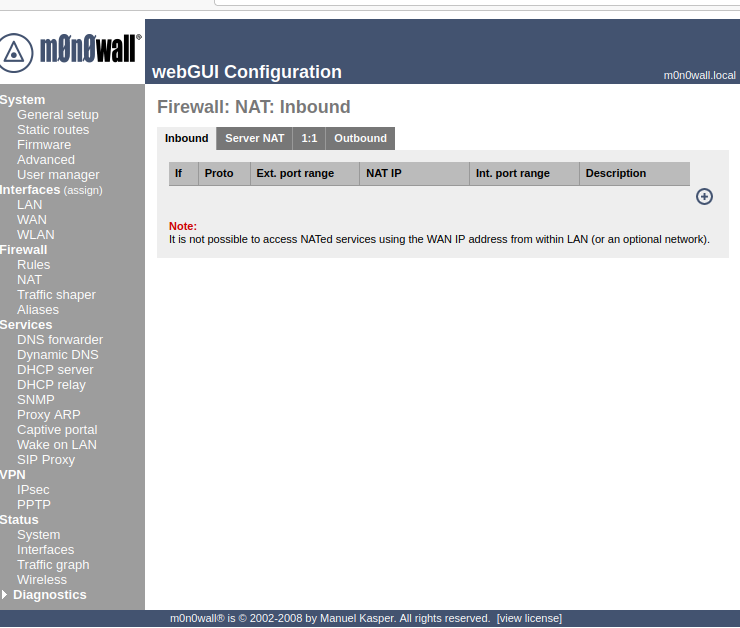 m0n0wall®
webGUI Configuration
m0n0wall.local
System
General setup
Static routes
Firmware
Advanced
User manager
Interfaces (assign)
LAN
WAN
WLAN
Firewall
Rules
NAT
Traffic shaper
Aliases
Services
DNS forwarder
Dynamic DNS
DHCP server
DHCP relay
SNMP
Proxy ARP
Captive portal
Wake on LAN
SIP Proxy
VPN
IPsec
PPTP
Status
System
Interfaces
Traffic graph
Wireless
Diagnostics
Firewall: NAT: Inbound
Inbound Server NAT 1:1 Outbound
If Proto Ext. port range NAT IP Int. port range Description
Note:
It is not possible to access NATed services using the WAN IP address from within LAN (or an optional network).
m0n0wall® is © 2002-2008 by Manuel Kasper. All rights reserved. [view license]